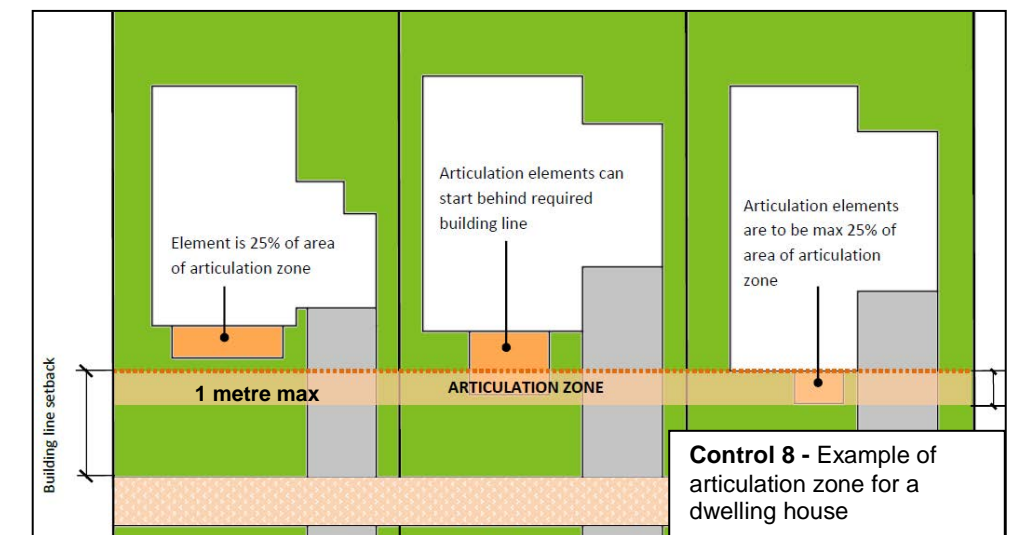 Element is 25% of area
of articulation zone
Articulation elements can
start behind required
building line
Articulation elements
are to be max 25% of
area of articulation
zone
Building line setback
1 metre max
ARTICULATION ZONE
Control 8 - Example of
articulation zone for a
dwelling house